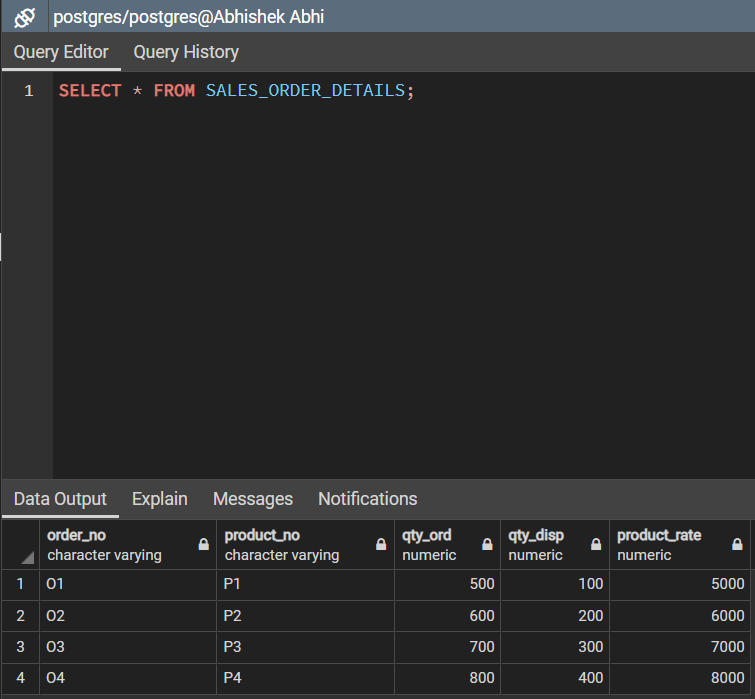 postgres/postgres@Abhishek Abhi
Query Editor Query History
1 SELECT * FROM SALES_ORDER_DETAILS;
Data Output Explain Messages Notifications
order_no product_no qty_ord qty_disp product_rate
character varying character varying numeric numeric numeric
1 O1 P1 500 100 5000
2 O2 P2 600 200 6000
3 O3 P3 700 300 7000
4 O4 P4 800 400 8000